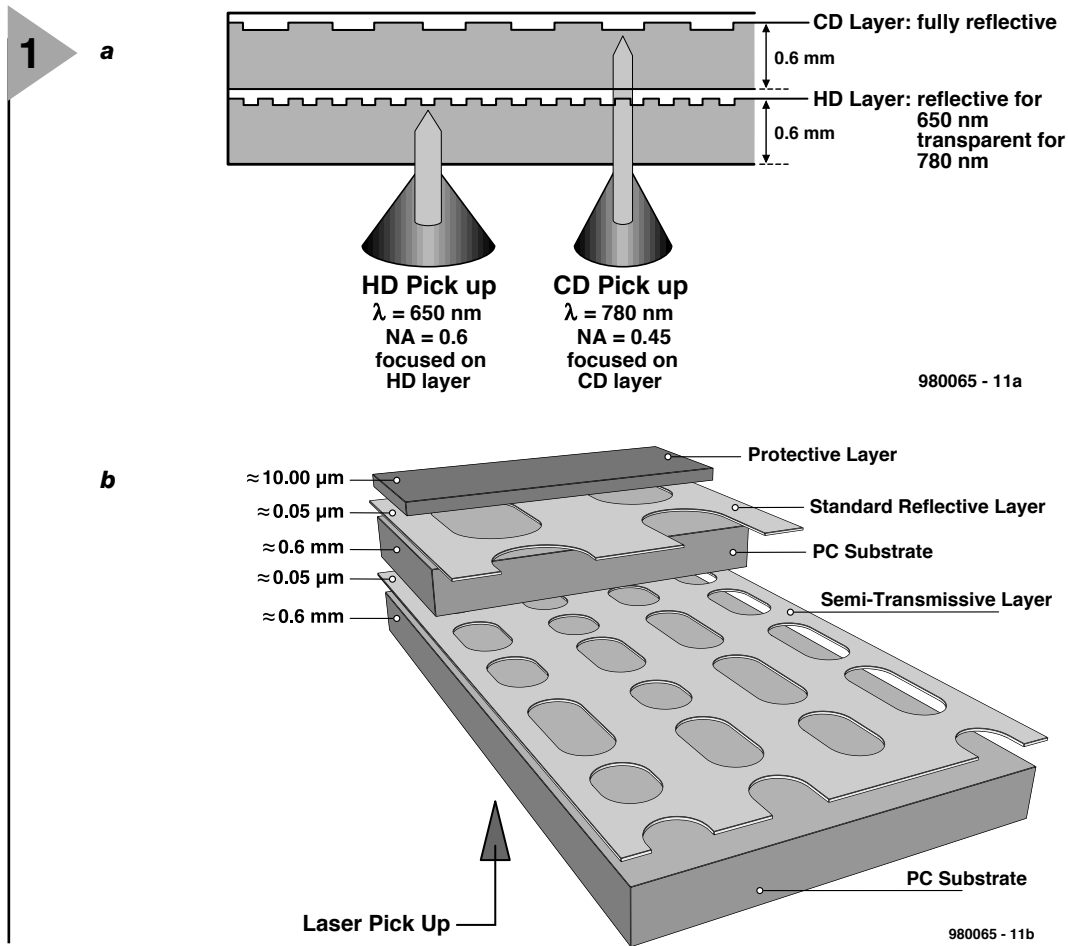 1
a
CD Layer: fully reflective
0.6 mm
HD Layer: reflective for
650 nm
transparent for
780 nm
0.6 mm
HD Pick up
λ = 650 nm
NA = 0.6
focused on
HD layer
CD Pick up
λ = 780 nm
NA = 0.45
focused on
CD layer
980065 - 11a
b
≈ 10.00 µm
≈ 0.05 µm
≈ 0.6 mm
≈ 0.05 µm
≈ 0.6 mm
Protective Layer
Standard Reflective Layer
PC Substrate
Semi-Transmissive Layer
PC Substrate
Laser Pick Up
980065 - 11b